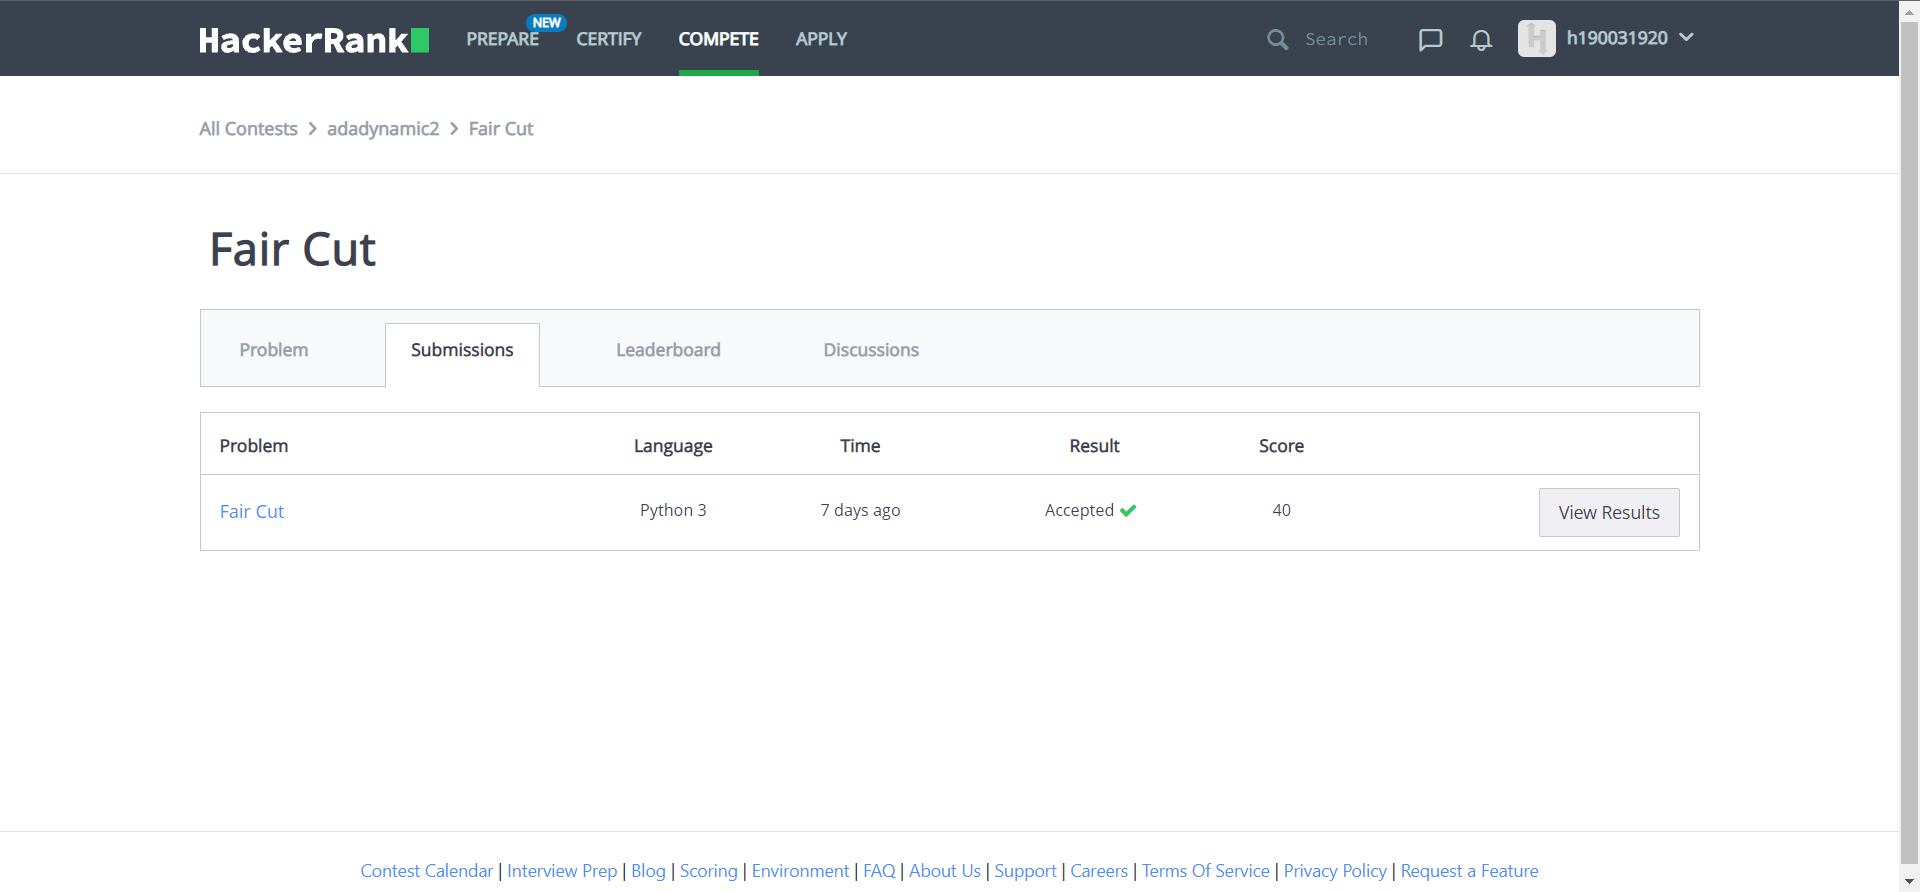 HackerRank PREPARE NEW CERTIFY COMPETE APPLY Search h190031920
All Contests > adadynamic2 > Fair Cut
Fair Cut
Problem Submissions Leaderboard Discussions
Problem Language Time Result Score
Fair Cut Python 3 7 days ago Accepted 40 View Results
Contest Calendar | Interview Prep | Blog | Scoring | Environment | FAQ | About Us | Support | Careers | Terms Of Service | Privacy Policy | Request a Feature